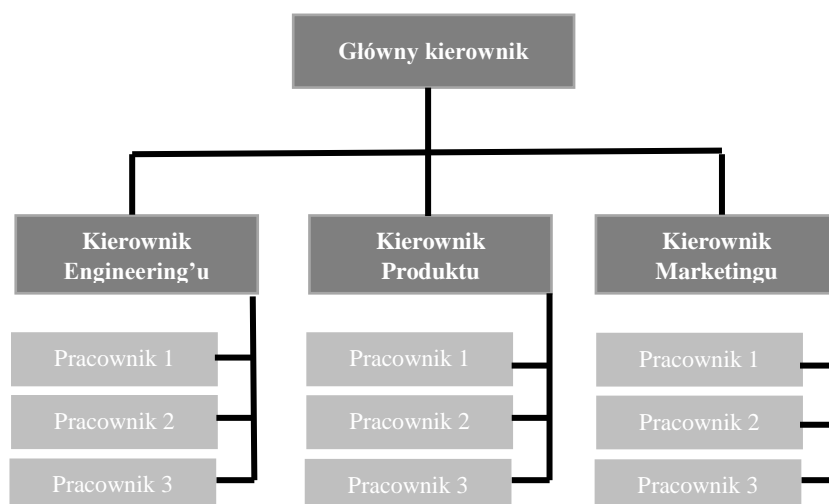 Główny kierownik
Kierownik
Engineering’u
Kierownik
Produktu
Kierownik
Marketingu
Pracownik 1
Pracownik 1
Pracownik 1
Pracownik 2
Pracownik 2
Pracownik 2
Pracownik 3
Pracownik 3
Pracownik 3